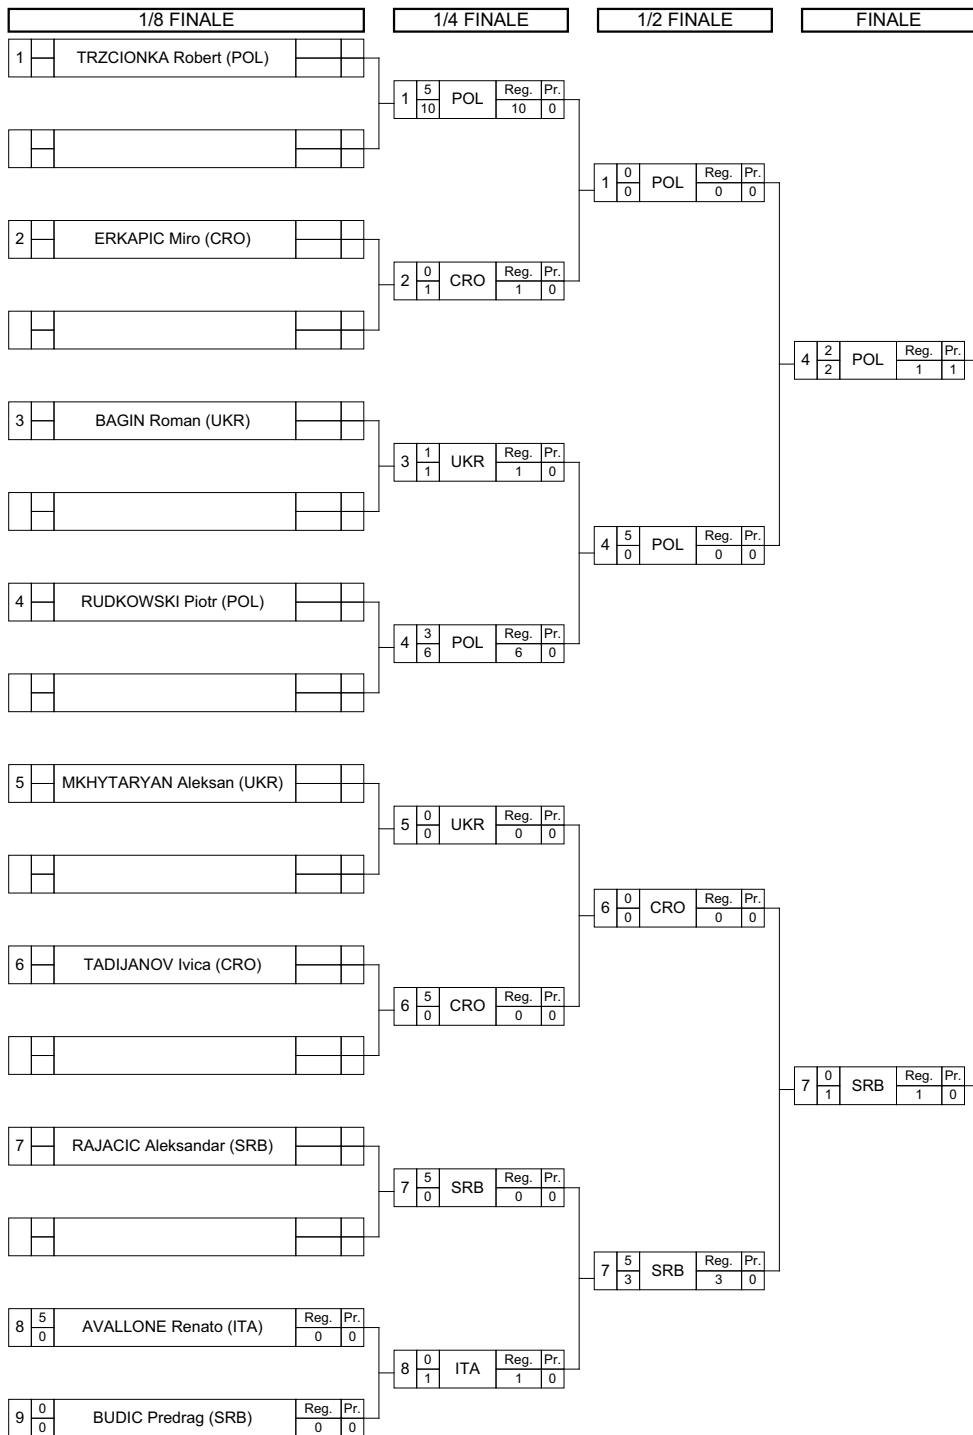 1/8 FINALE 1/4 FINALE 1/2 FINALE FINALE
1 TRZCIONKA Robert (POL)
1 5 10 POL Reg. 10 Pr. 0
1 0 0 POL Reg. 0 Pr. 0
2 ERKAPIC Miro (CRO)
2 0 1 CRO Reg. 1 Pr. 0
4 2 2 POL Reg. 1 Pr. 1
3 BAGIN Roman (UKR)
3 1 1 UKR Reg. 1 Pr. 0
4 5 0 POL Reg. 0 Pr. 0
4 RUDKOWSKI Piotr (POL)
4 3 6 POL Reg. 6 Pr. 0
5 MKHYTARYAN Aleksan (UKR)
5 0 0 UKR Reg. 0 Pr. 0
6 0 0 CRO Reg. 0 Pr. 0
6 TADIJANOV Ivica (CRO)
6 5 0 CRO Reg. 0 Pr. 0
7 0 1 SRB Reg. 1 Pr. 0
7 RAJACIC Aleksandar (SRB)
7 5 0 SRB Reg. 0 Pr. 0
7 5 3 SRB Reg. 3 Pr. 0
8 5 0 AVALLONE Renato (ITA) Reg. 0 Pr. 0
8 0 1 ITA Reg. 1 Pr. 0
9 0 0 BUDIC Predrag (SRB) Reg. 0 Pr. 0